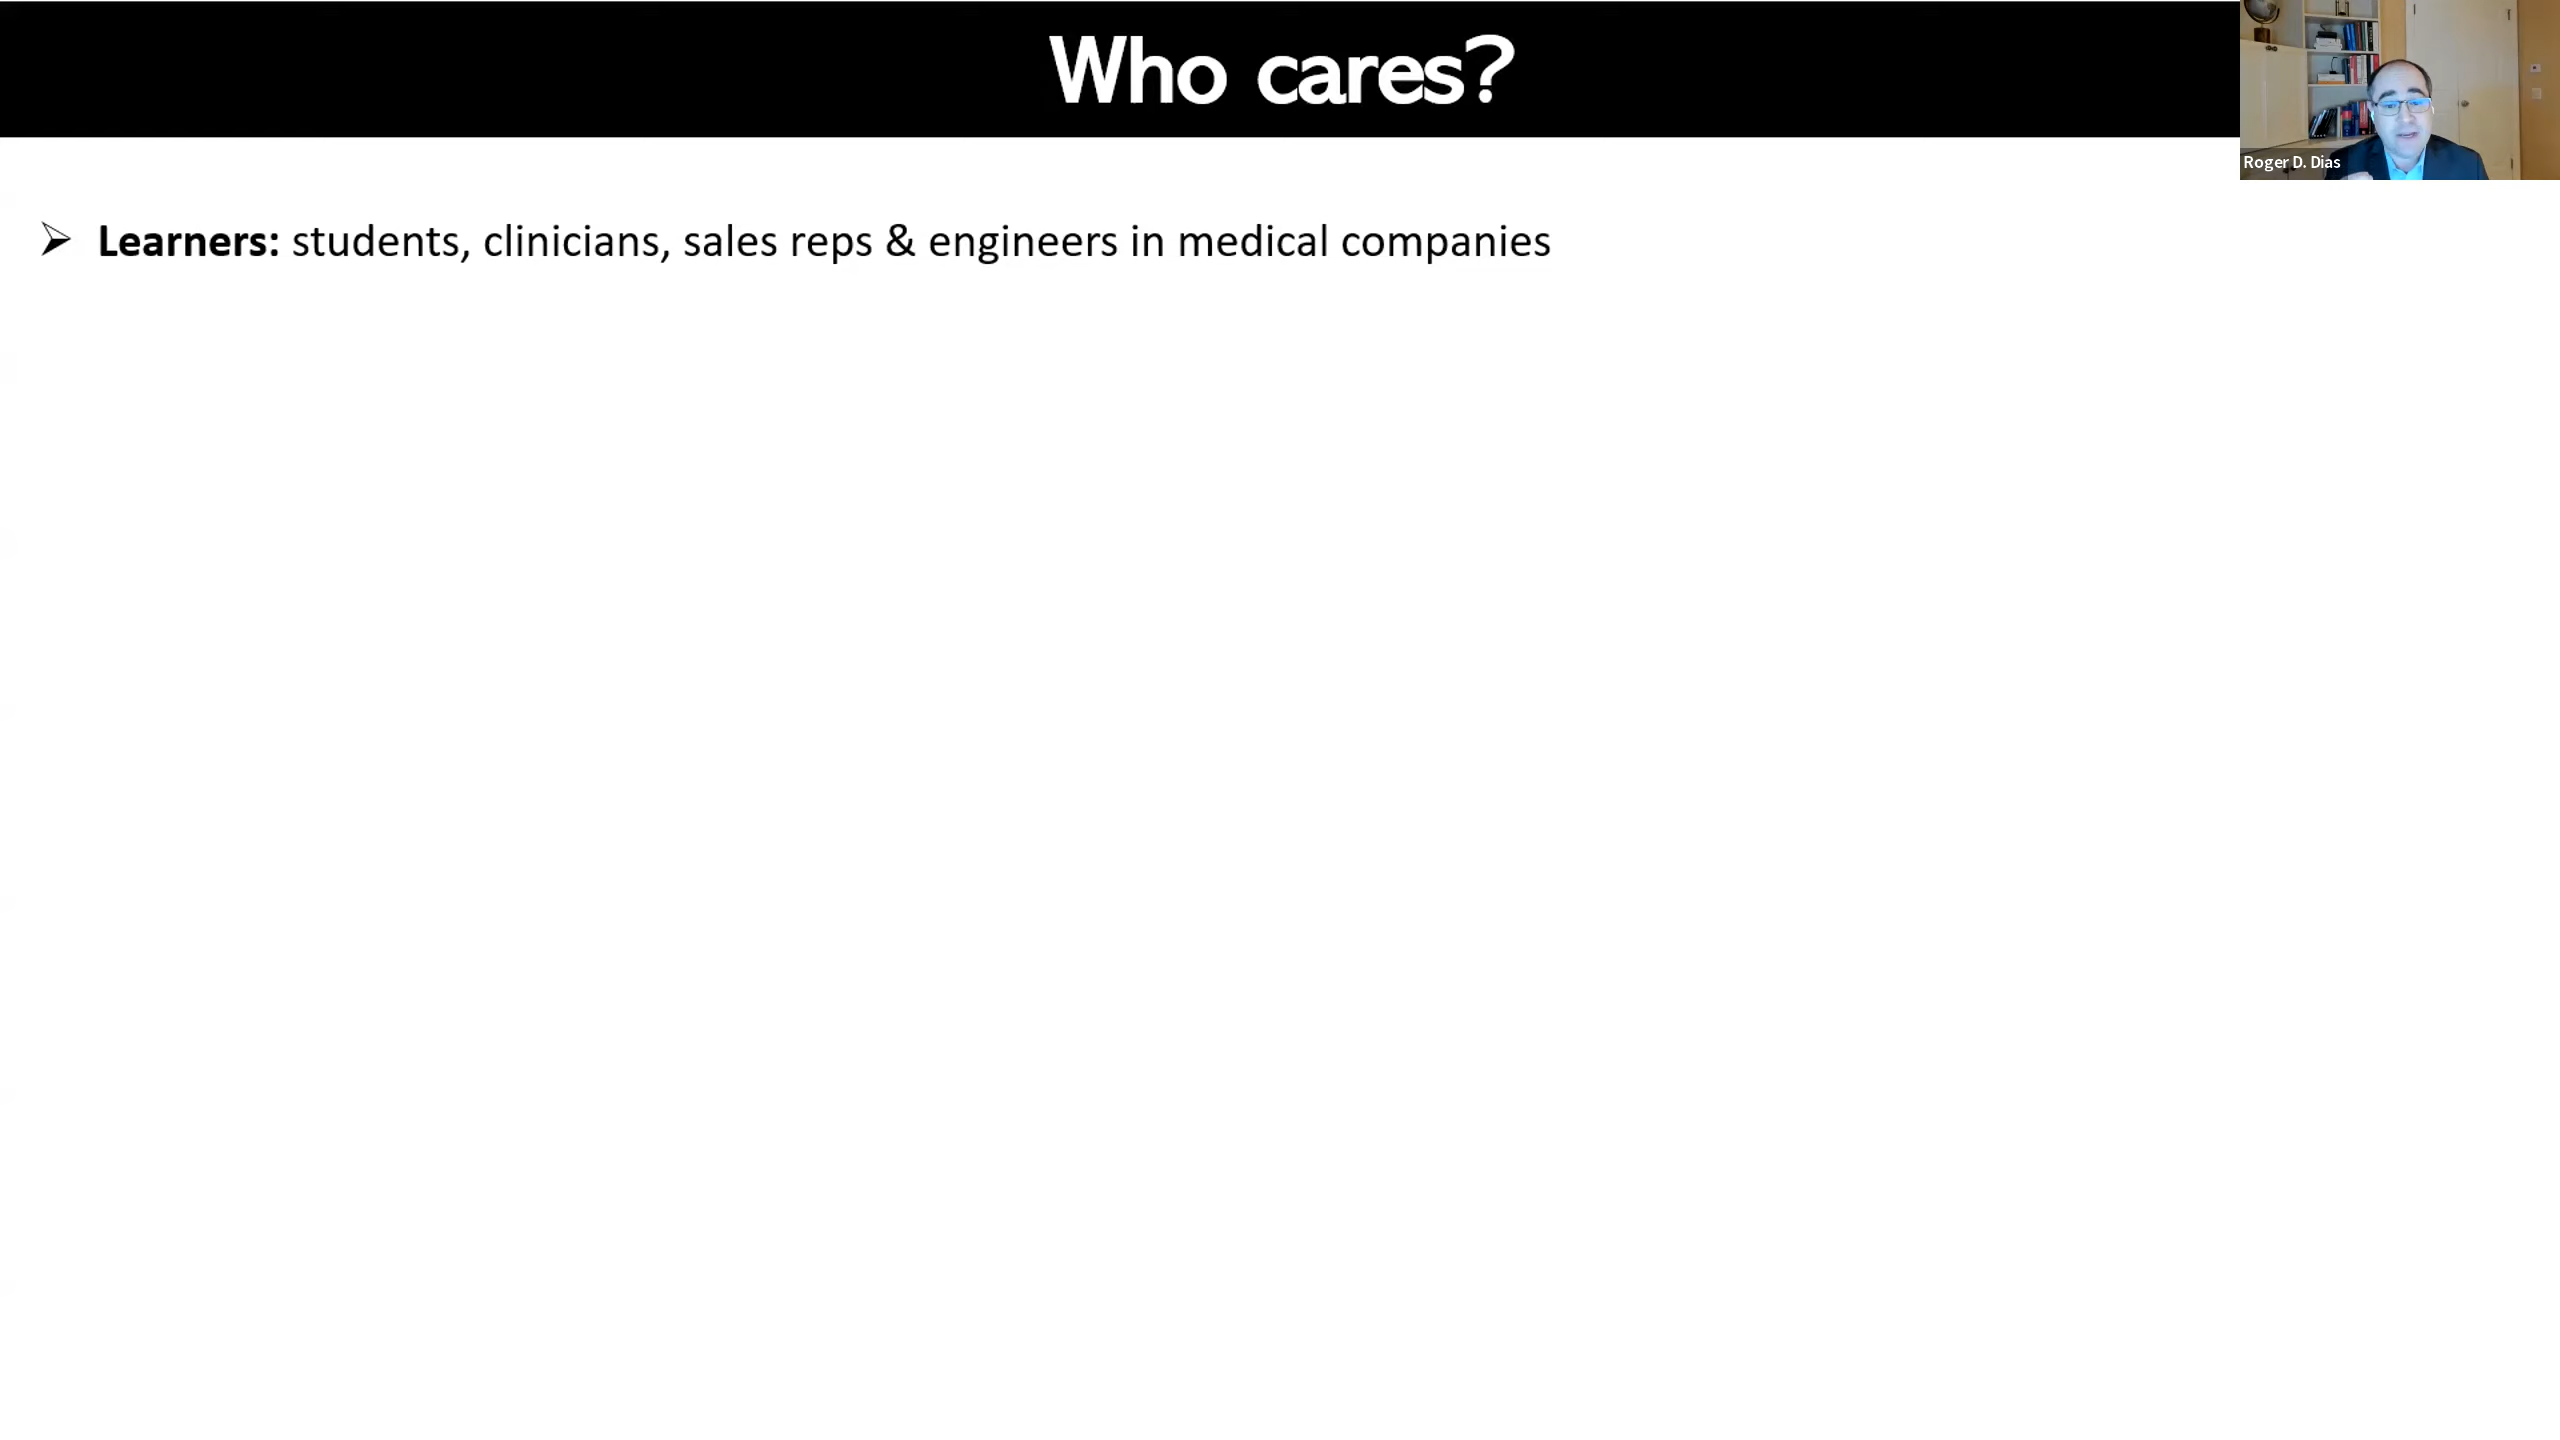 Who cares?
Roger D. Dias
➢ Learners: students, clinicians, sales reps & engineers in medical companies